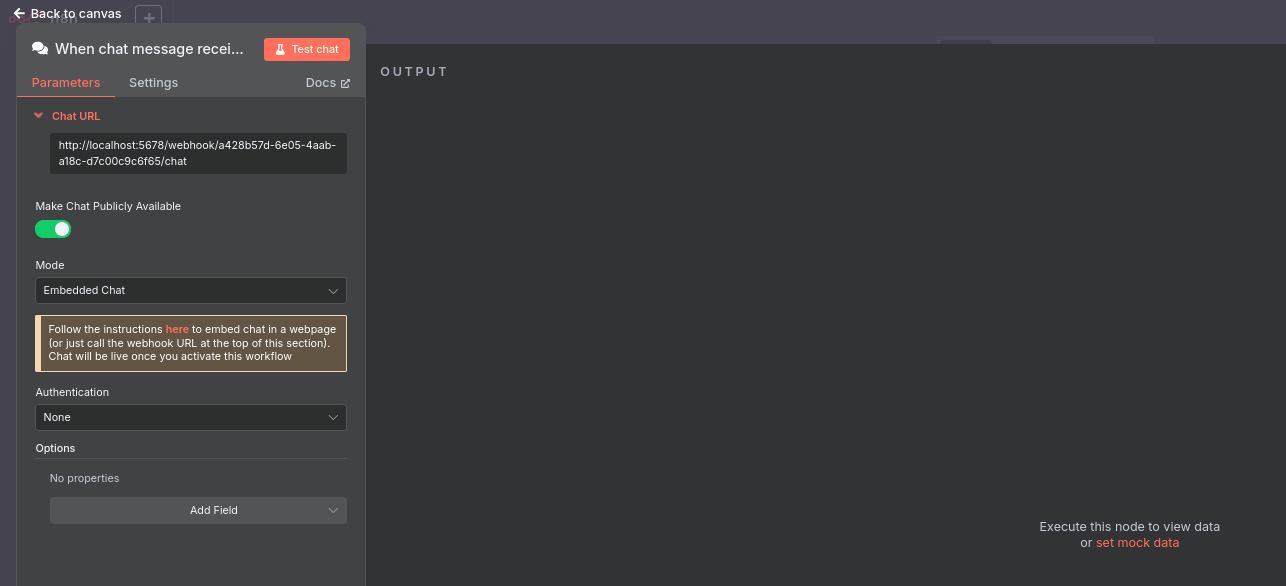 Back to canvas
When chat message recei...
Test chat
Parameters
Settings
Docs
OUTPUT
Chat URL
http://localhost:5678/webhook/a428b57d-6e05-4aab-
a18c-d7c00c9c6f65/chat
Make Chat Publicly Available
Mode
Embedded Chat
Follow the instructions here to embed chat in a webpage
(or just call the webhook URL at the top of this section).
Chat will be live once you activate this workflow
Authentication
None
Options
No properties
Add Field
Execute this node to view data
or set mock data